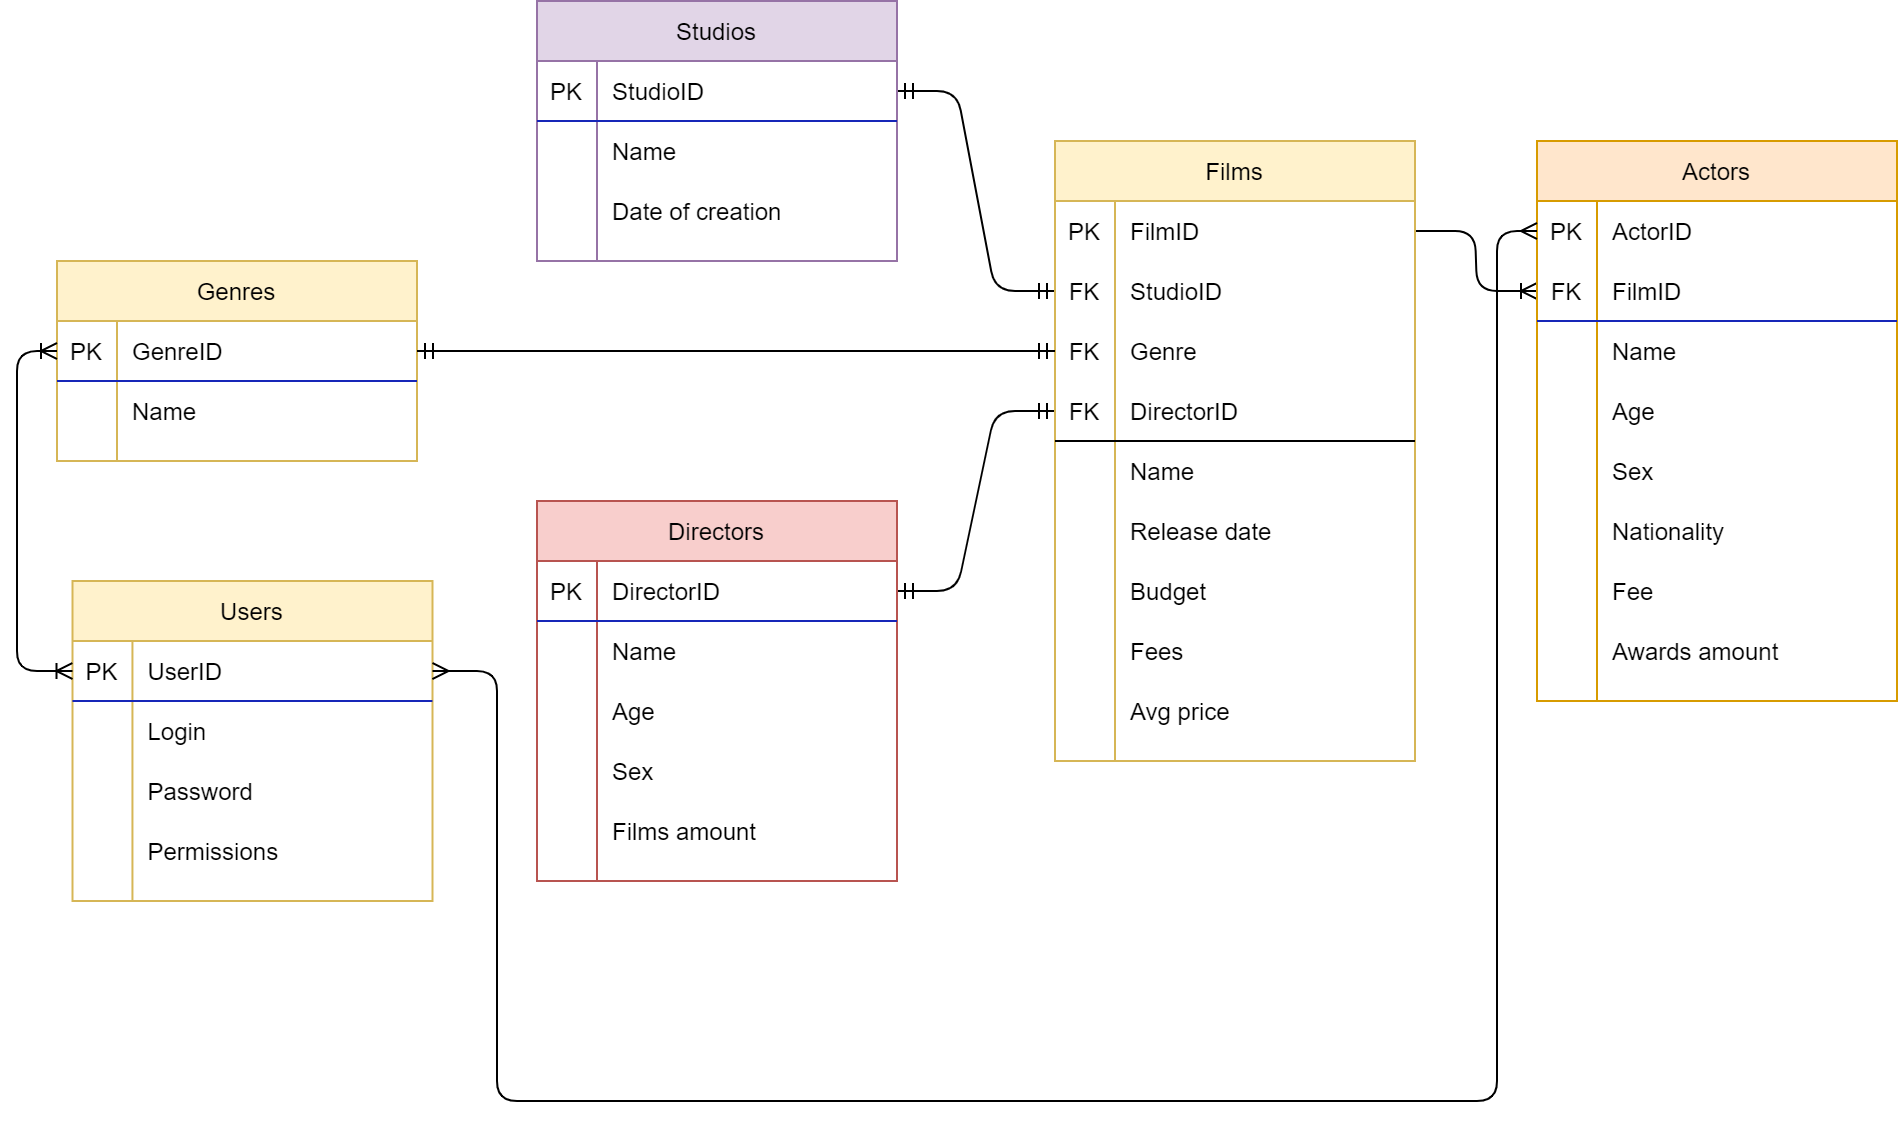 Studios
PK StudioID
Name
Date of creation
Genres
PK GenreID
Name
Users
PK UserID
Login
Password
Permissions
Directors
PK DirectorID
Name
Age
Sex
Films amount
Films
PK FilmID
FK StudioID
FK Genre
FK DirectorID
Name
Release date
Budget
Fees
Avg price
Actors
PK ActorID
FK FilmID
Name
Age
Sex
Nationality
Fee
Awards amount